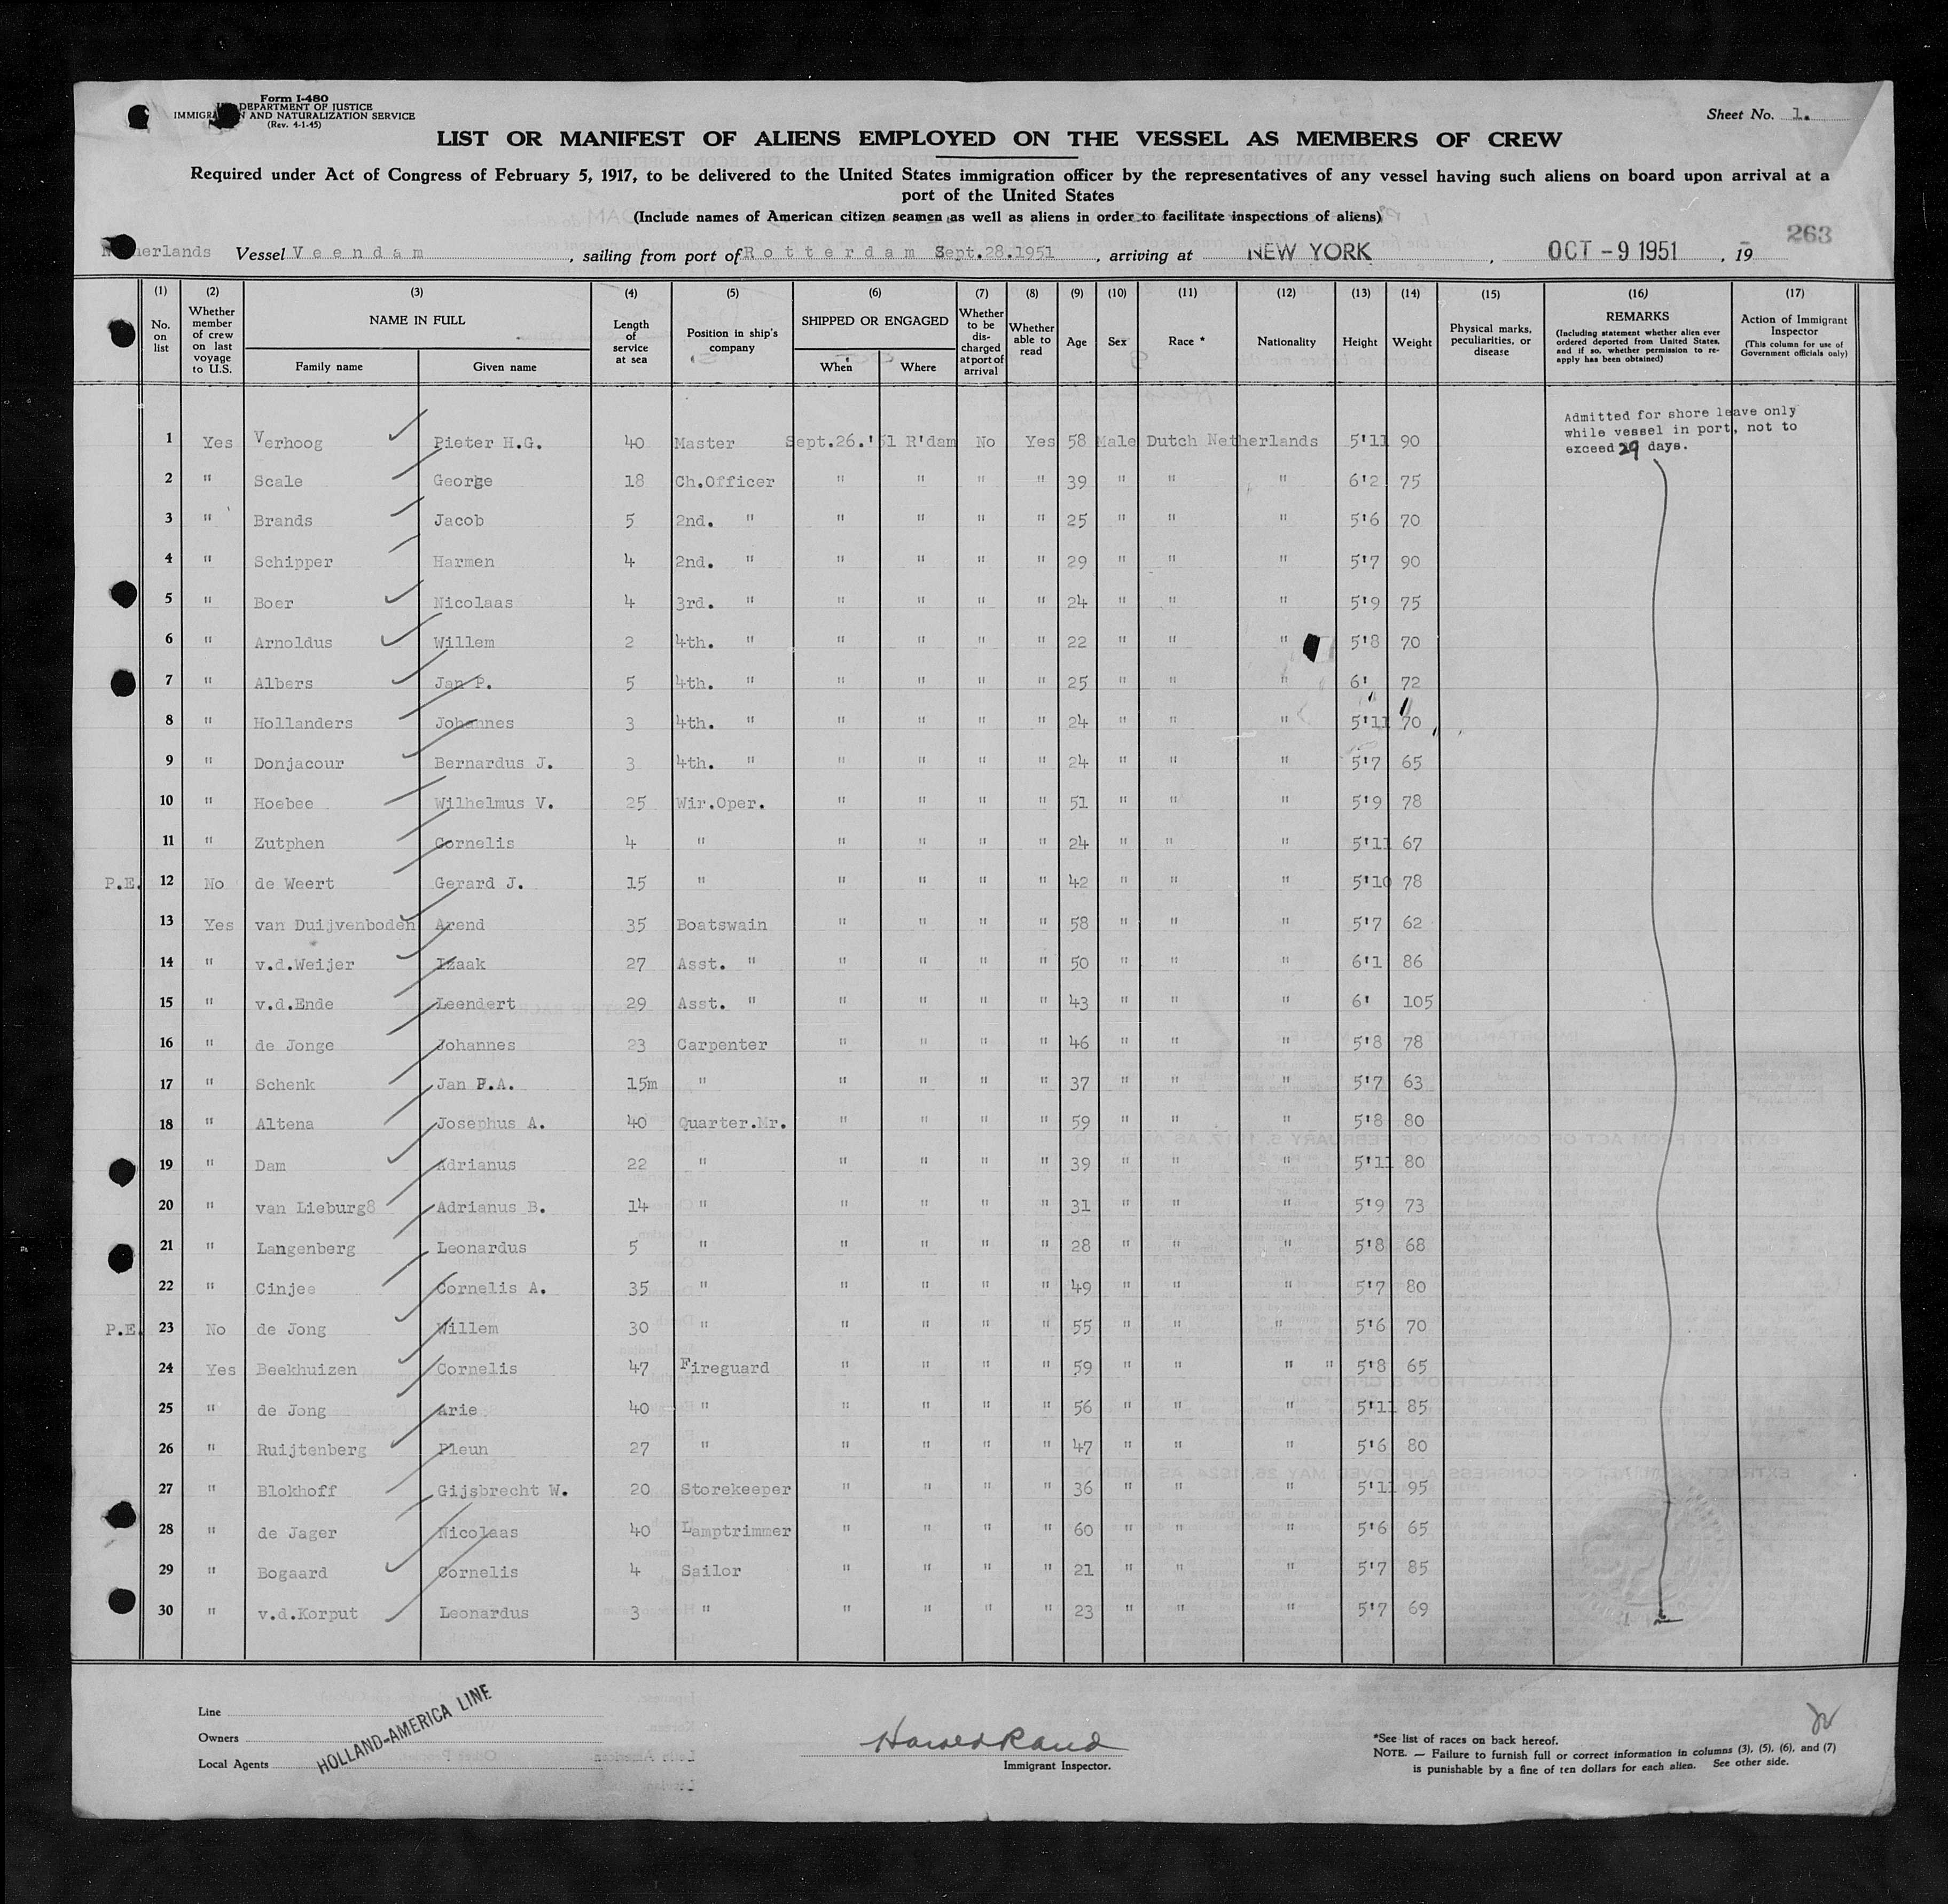 Form I-480
DEPARTMENT OF JUSTICE
IMMIGRATION AND NATURALIZATION SERVICE
(Rev. 4-1-45)
Sheet No. 1.
LIST OR MANIFEST OF ALIENS EMPLOYED ON THE VESSEL AS MEMBERS OF CREW
Required under Act of Congress of February 5, 1917, to be delivered to the United States immigration officer by the representatives of any vessel having such aliens on board upon arrival at a
port of the United States
(Include names of American citizen seamen as well as aliens in order to facilitate inspections of aliens)
263
Netherlands Vessel Veendam, sailing from port of Rotterdam Sept.28.1951, arriving at NEW YORK, OCT - 9 1951, 19
(1) No. on list (2) Whether member of crew on last voyage to U.S. (3) NAME IN FULL Family name Given name (4) Length of service at sea (5) Position in ship's company (6) SHIPPED OR ENGAGED When Where (7) Whether to be discharged at port of arrival (8) Whether able to read (9) Age (10) Sex (11) Race * (12) Nationality (13) Height (14) Weight (15) Physical marks, peculiarities, or disease (16) REMARKS (Including statement whether alien ever ordered deported from United States, and if so, whether permission to re-apply has been obtained) (17) Action of Immigrant Inspector (This column for use of Government officials only)
Admitted for shore leave only
while vessel in port, not to
exceed 29 days.
1 Yes Verhoog Pieter H.G. 40 Master Sept.26.'51 R'dam No Yes 58 Male Dutch Netherlands 5'11 90
2 " Scale George 18 Ch.Officer " " " " 39 " " " 6'2 75
3 " Brands Jacob 5 2nd. " " " " " 25 " " " 5'6 70
4 " Schipper Harmen 4 2nd. " " " " " 29 " " " 5'7 90
5 " Boer Nicolaas 4 3rd. " " " " " 24 " " " 5'9 75
6 " Arnoldus Willem 2 4th. " " " " " 22 " " " 5'8 70
7 " Albers Jan P. 5 4th. " " " " " 25 " " " 6' 72
8 " Hollanders Johannes 3 4th. " " " " " 24 " " " 5'11 70
9 " Donjacour Bernardus J. 3 4th. " " " " " 24 " " " 5'7 65
10 " Hoebee Wilhelmus V. 25 Wir.Oper. " " " " 51 " " " 5'9 78
11 " Zutphen Cornelis 4 " " " " " 24 " " " 5'11 67
P.E. 12 No de Weert Gerard J. 15 " " " " " 42 " " " 5'10 78
13 Yes van Duijvenboden Arend 35 Boatswain " " " " 58 " " " 5'7 62
14 " v.d.Weijer Izaak 27 Asst. " " " " " 50 " " " 6'1 86
15 " v.d.Ende Leendert 29 Asst. " " " " " 43 " " " 6' 105
16 " de Jonge Johannes 23 Carpenter " " " " 46 " " " 5'8 78
17 " Schenk Jan P.A. 15m " " " " " 37 " " " 5'7 63
18 " Altena Josephus A. 40 Quarter.Mr. " " " " 59 " " " 5'8 80
19 " Dam Adrianus 22 " " " " " 39 " " " 5'11 80
20 " van Lieburg8 Adrianus B. 14 " " " " " 31 " " " 5'9 73
21 " Langenberg Leonardus 5 " " " " " 28 " " " 5'8 68
22 " Cinjee Cornelis A. 35 " " " " " 49 " " " 5'7 80
P.E. 23 No de Jong Willem 30 " " " " " 55 " " " 5'6 70
24 Yes Beekhuizen Cornelis 47 Fireguard " " " " 59 " " " " 5'8 65
25 " de Jong Arie 40 " " " " " 56 " " " 5'11 85
26 " Ruijtenberg Pleun 27 " " " " " 47 " " " 5'6 80
27 " Blokhoff Gijsbrecht W. 20 Storekeeper " " " " 36 " " " 5'11 95
28 " de Jager Nicolaas 40 Lamptrimmer " " " " 60 " " " 5'6 65
29 " Bogaard Cornelis 4 Sailor " " " " 21 " " " 5'7 85
30 " v.d.Korput Leonardus 3 " " " " " 23 " " " 5'7 69
Line
Owners
Local Agents
HOLLAND-AMERICA LINE
Harold Rand
Immigrant Inspector.
*See list of races on back hereof.
NOTE. — Failure to furnish full or correct information in columns (3), (5), (6), and (7)
is punishable by a fine of ten dollars for each alien. See other side.